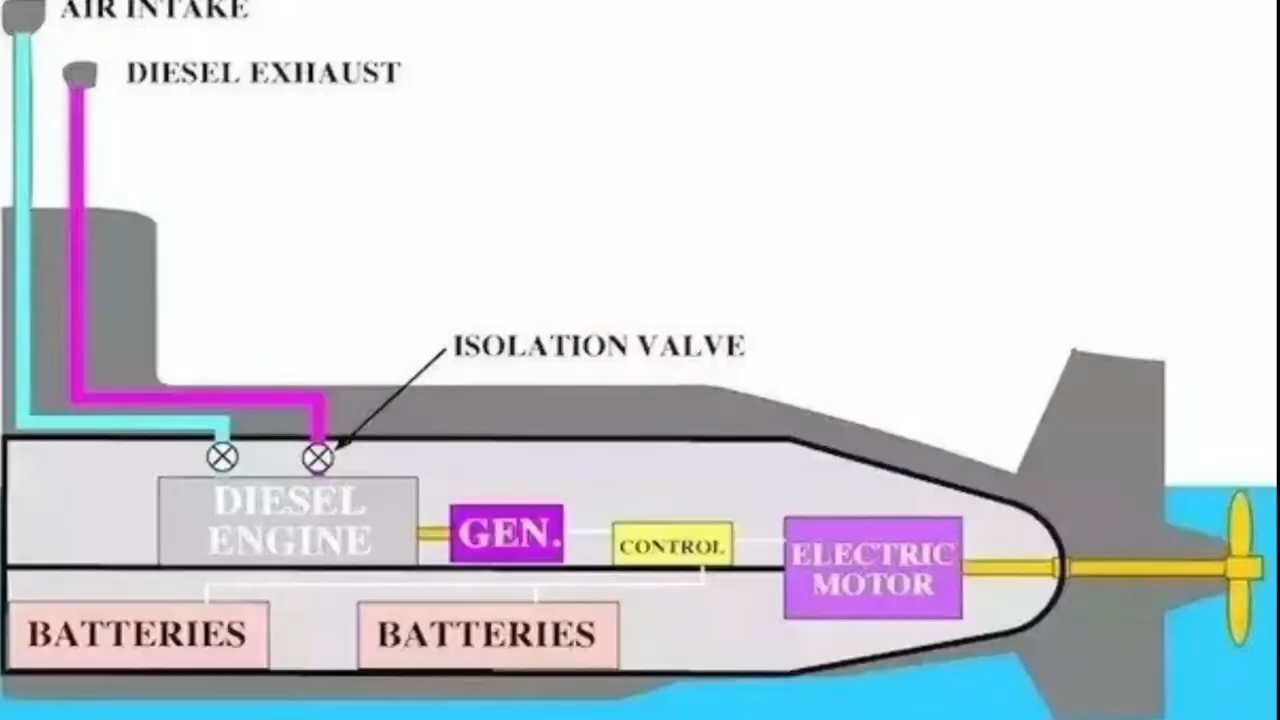 AIR INTAKE
DIESEL EXHAUST
ISOLATION VALVE
DIESEL
ENGINE
GEN.
CONTROL
ELECTRIC
MOTOR
BATTERIES
BATTERIES